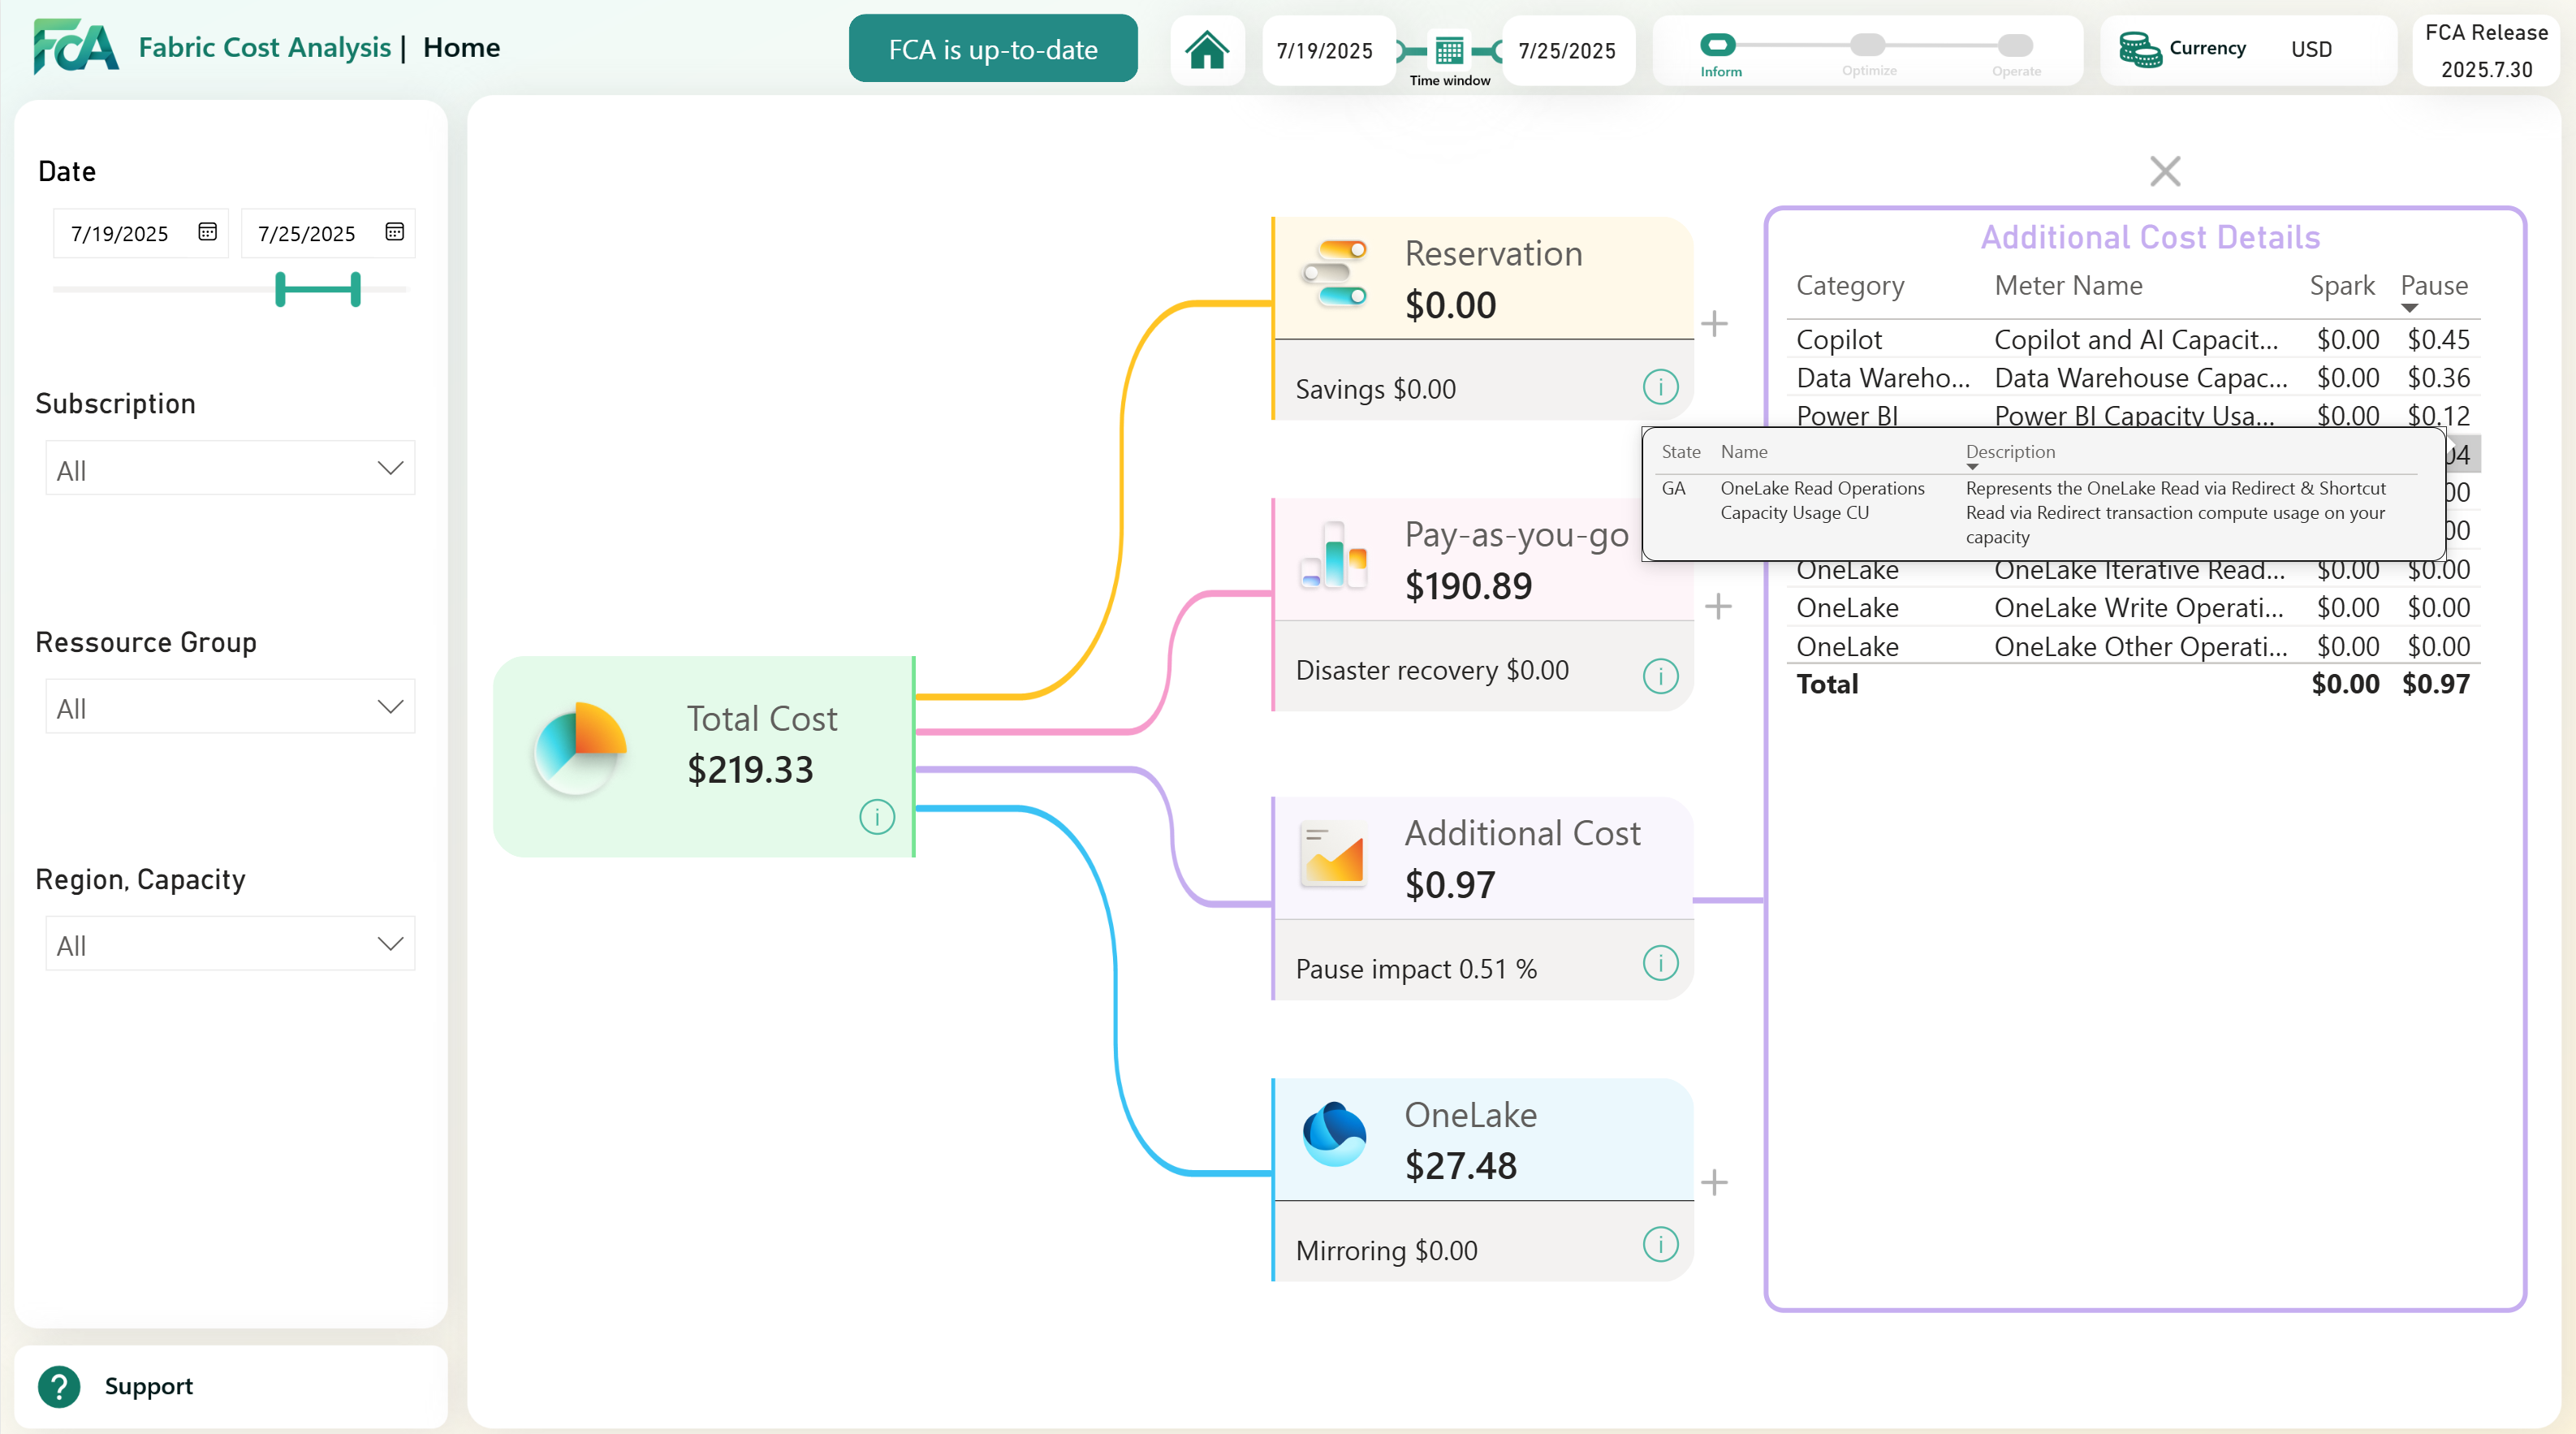 FCA Fabric Cost Analysis | Home
FCA is up-to-date
7/19/2025
Time window
7/25/2025
Inform
Optimize
Operate
Currency
USD
FCA Release
2025.7.30
Date
7/19/2025
7/25/2025
Subscription
All
Ressource Group
All
Region, Capacity
All
Support
Total Cost
$219.33
Reservation
$0.00
Savings $0.00
Pay-as-you-go
$190.89
Disaster recovery $0.00
Additional Cost
$0.97
Pause impact 0.51 %
OneLake
$27.48
Mirroring $0.00
Additional Cost Details
Category Meter Name Spark Pause
Copilot Copilot and AI Capacit... $0.00 $0.45
Data Wareho... Data Warehouse Capac... $0.00 $0.36
Power BI Power BI Capacity Usa... $0.00 $0.12
State Name Description
GA OneLake Read Operations Represents the OneLake Read via Redirect & Shortcut
Capacity Usage CU Read via Redirect transaction compute usage on your
capacity
OneLake OneLake Iterative Read... $0.00 $0.00
OneLake OneLake Write Operati... $0.00 $0.00
OneLake OneLake Other Operati... $0.00 $0.00
Total $0.00 $0.97